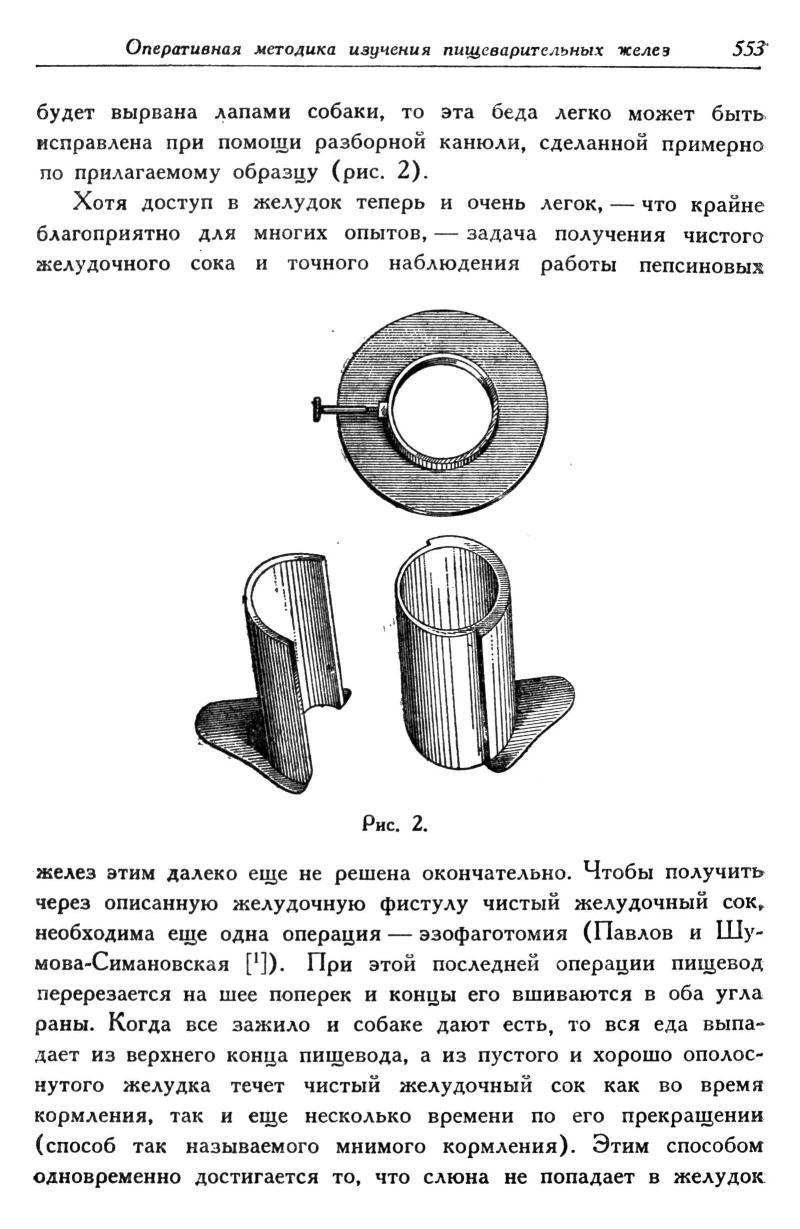 Оперативная методика изучения пищеварительных желез 553
будет вырвана лапами собаки, то эта беда легко может быть
исправлена при помощи разборной канюли, сделанной примерно
по прилагаемому образцу (рис. 2).
Хотя доступ в желудок теперь и очень легок, — что крайне
благоприятно для многих опытов, — задача получения чистого
желудочного сока и точного наблюдения работы пепсиновых
Рис. 2.
желез этим далеко еще не решена окончательно. Чтобы получить
через описанную желудочную фистулу чистый желудочный сок,
необходима еще одна операция — эзофаготомия (Павлов и Шу-
мова-Симановская [¹]). При этой последней операции пищевод
перерезается на шее поперек и концы его вшиваются в оба угла
раны. Когда все зажило и собаке дают есть, то вся еда выпа-
дает из верхнего конца пищевода, а из пустого и хорошо ополос-
нутого желудка течет чистый желудочный сок как во время
кормления, так и еще несколько времени по его прекращении
(способ так называемого мнимого кормления). Этим способом
одновременно достигается то, что слюна не попадает в желудок